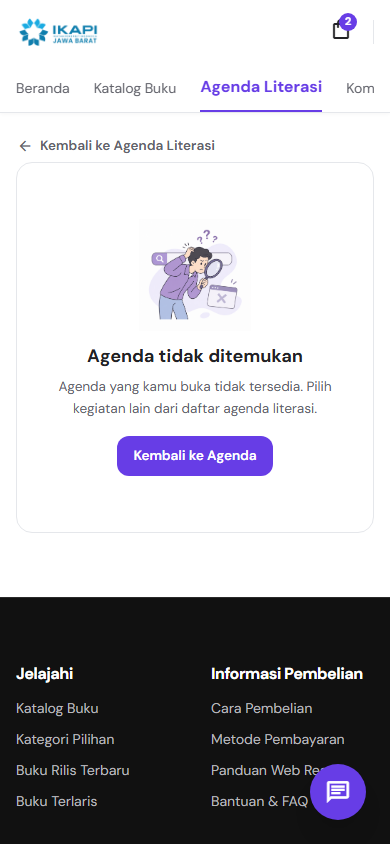 IKAPI
JAWA BARAT
2
Beranda
Katalog Buku
Agenda Literasi
Kom
Kembali ke Agenda Literasi
???
Agenda tidak ditemukan
Agenda yang kamu buka tidak tersedia. Pilih
kegiatan lain dari daftar agenda literasi.
Kembali ke Agenda
Jelajahi
Katalog Buku
Kategori Pilihan
Buku Rilis Terbaru
Buku Terlaris
Informasi Pembelian
Cara Pembelian
Metode Pembayaran
Panduan Web
Bantuan & FAQ